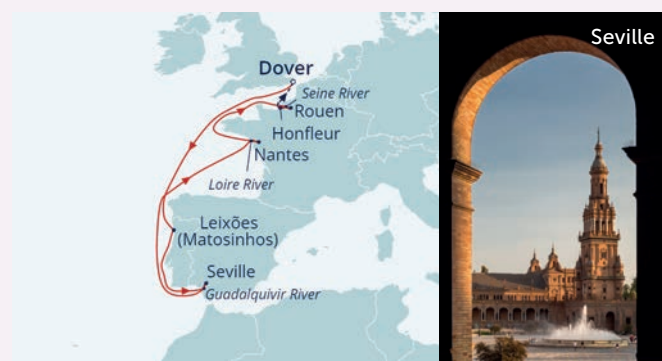 Dover
Seine River
Rouen
Honfleur
Nantes
Loire River
Leixões
(Matosinhos)
Seville
Guadalquivir River
Seville